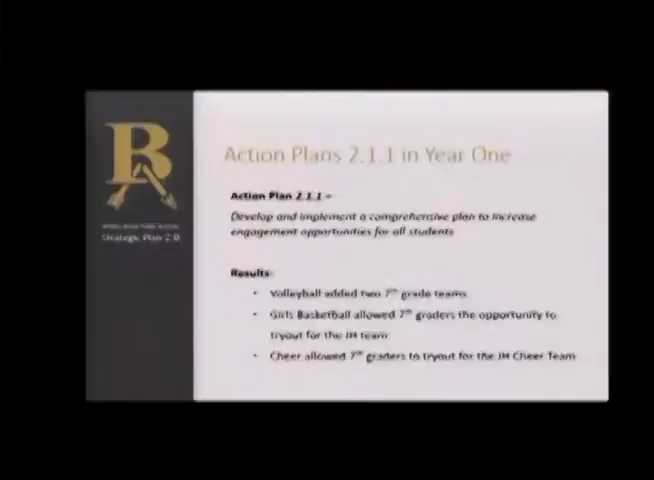 BA
Strategic Plan 2.0
Action Plans 2.1.1 in Year One
Action Plan 2.1.1 –
Develop and implement a comprehensive plan to increase
engagement opportunities for all students
Results:
• Volleyball added two 7th grade teams
• Girls Basketball allowed 7th graders the opportunity to
tryout for the JH team
• Cheer allowed 7th graders to tryout for the JH Cheer Team